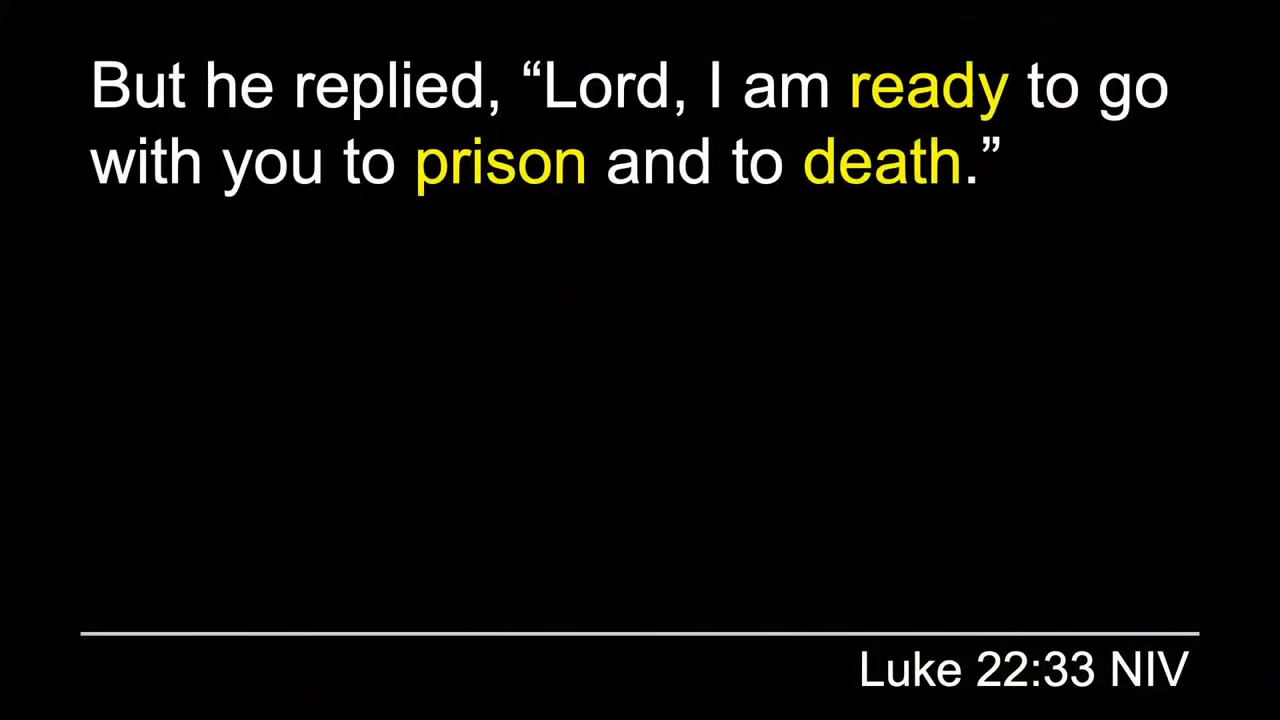 But he replied, “Lord, I am ready to go
with you to prison and to death.”
Luke 22:33 NIV